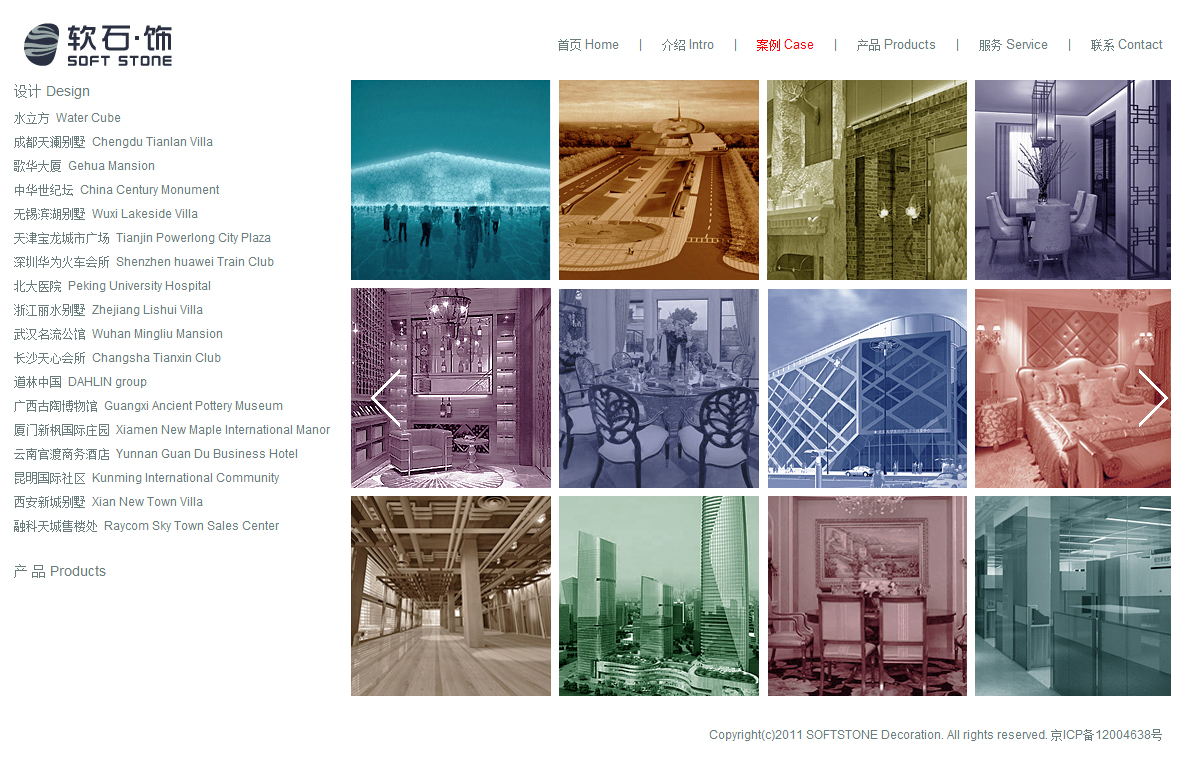 软石·饰
SOFT STONE
首页 Home | 介绍 Intro | 案例 Case | 产品 Products | 服务 Service | 联系 Contact
设计 Design
水立方 Water Cube
成都天澜别墅 Chengdu Tianlan Villa
歌华大厦 Gehua Mansion
中华世纪坛 China Century Monument
无锡滨湖别墅 Wuxi Lakeside Villa
天津宝龙城市广场 Tianjin Powerlong City Plaza
深圳华为火车会所 Shenzhen huawei Train Club
北大医院 Peking University Hospital
浙江丽水别墅 Zhejiang Lishui Villa
武汉名流公馆 Wuhan Mingliu Mansion
长沙天心会所 Changsha Tianxin Club
道林中国 DAHLIN group
广西古陶博物馆 Guangxi Ancient Pottery Museum
厦门新枫国际庄园 Xiamen New Maple International Manor
云南官渡商务酒店 Yunnan Guan Du Business Hotel
昆明国际社区 Kunming International Community
西安新城别墅 Xian New Town Villa
融科天城售楼处 Raycom Sky Town Sales Center
产 品 Products
Copyright(c)2011 SOFTSTONE Decoration. All rights reserved. 京ICP备12004638号